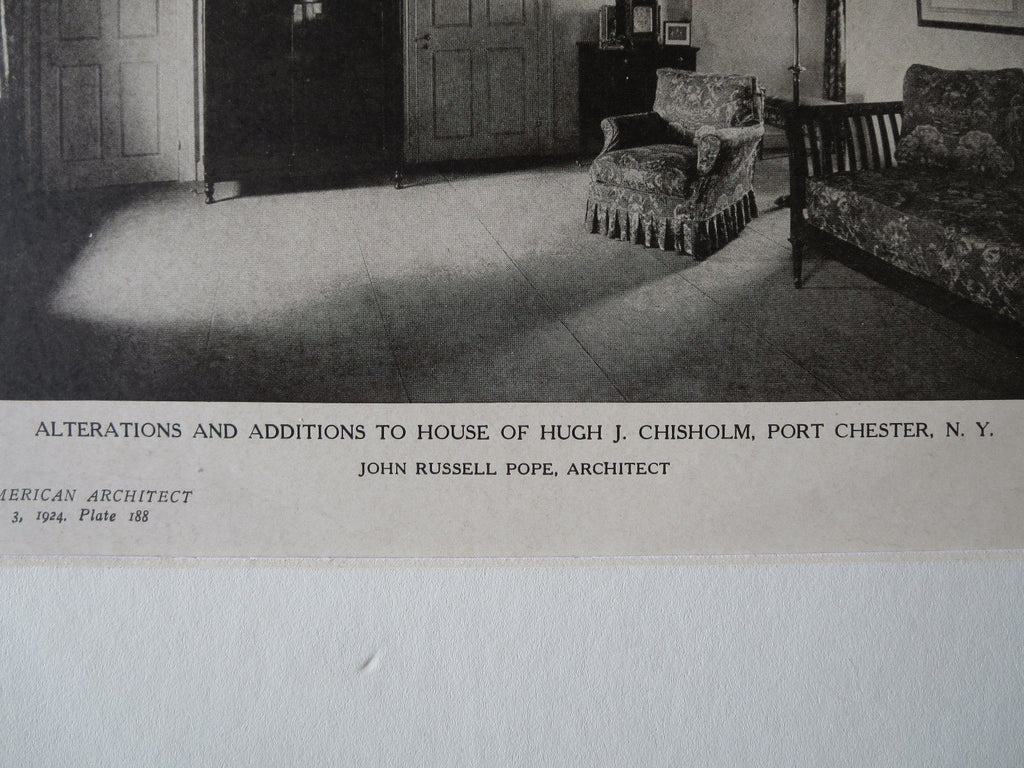 ALTERATIONS AND ADDITIONS TO HOUSE OF HUGH J. CHISHOLM, PORT CHESTER, N. Y.
JOHN RUSSELL POPE, ARCHITECT
MERICAN ARCHITECT
3, 1924. Plate 188